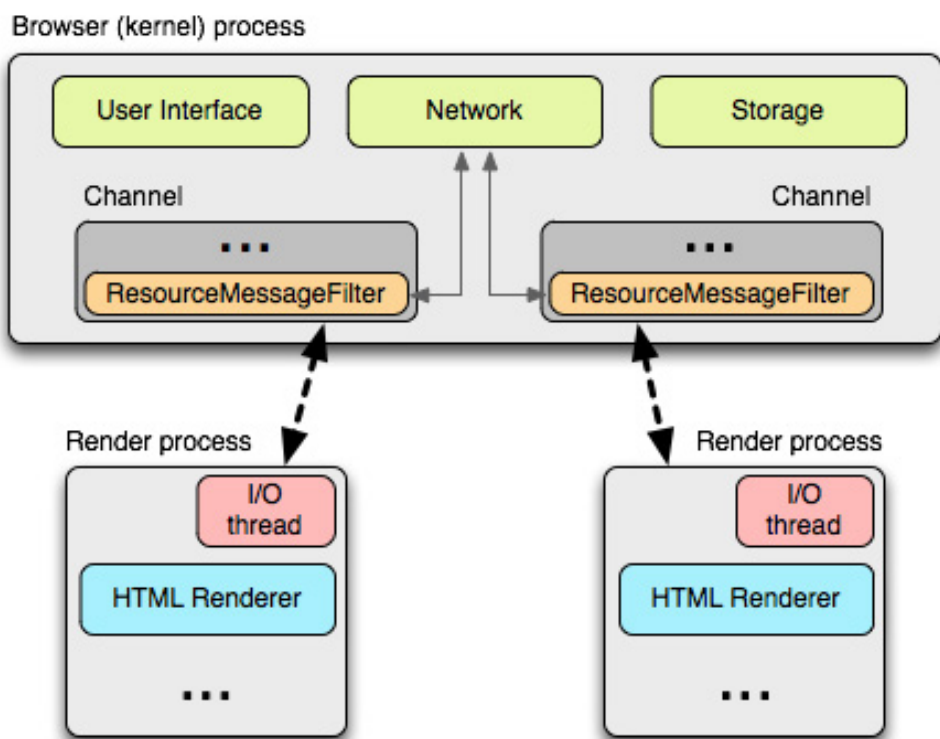 Browser (kernel) process
User Interface
Network
Storage
Channel
Channel
...
...
ResourceMessageFilter
ResourceMessageFilter
Render process
Render process
I/O
thread
I/O
thread
HTML Renderer
HTML Renderer
...
...